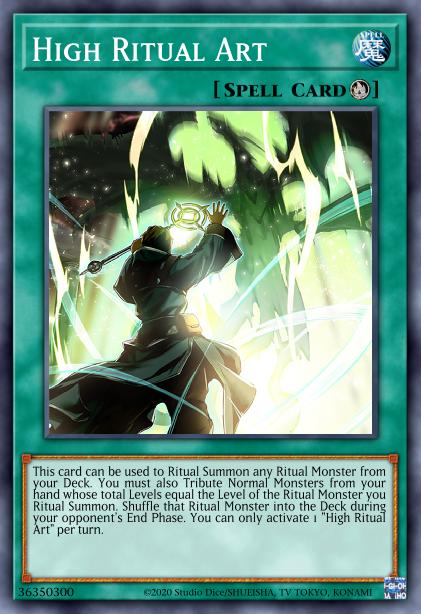 High Ritual Art
SPELL
魔
[Spell Card]
This card can be used to Ritual Summon any Ritual Monster from
your Deck. You must also Tribute Normal Monsters from your
hand whose total Levels equal the Level of the Ritual Monster you
Ritual Summon. Shuffle that Ritual Monster into the Deck during
your opponent's End Phase. You can only activate 1 "High Ritual
Art" per turn.
36350300
©2020 Studio Dice/SHUEISHA, TV TOKYO, KONAMI